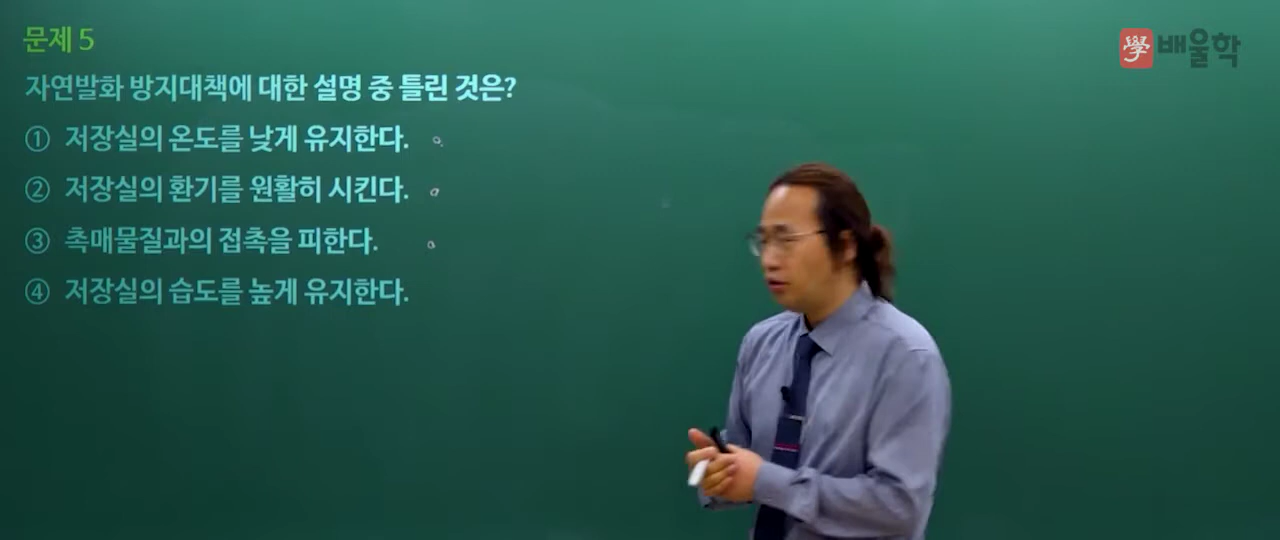 문제 5
學배울학
자연발화 방지대책에 대한 설명 중 틀린 것은?
① 저장실의 온도를 낮게 유지한다.
② 저장실의 환기를 원활히 시킨다.
③ 촉매물질과의 접촉을 피한다.
④ 저장실의 습도를 높게 유지한다.